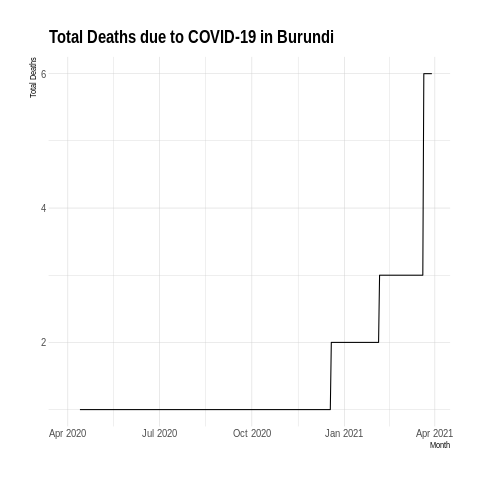 Total Deaths due to COVID-19 in Burundi
Total Deaths
6
4
2
Apr 2020 Jul 2020 Oct 2020 Jan 2021 Apr 2021
Month